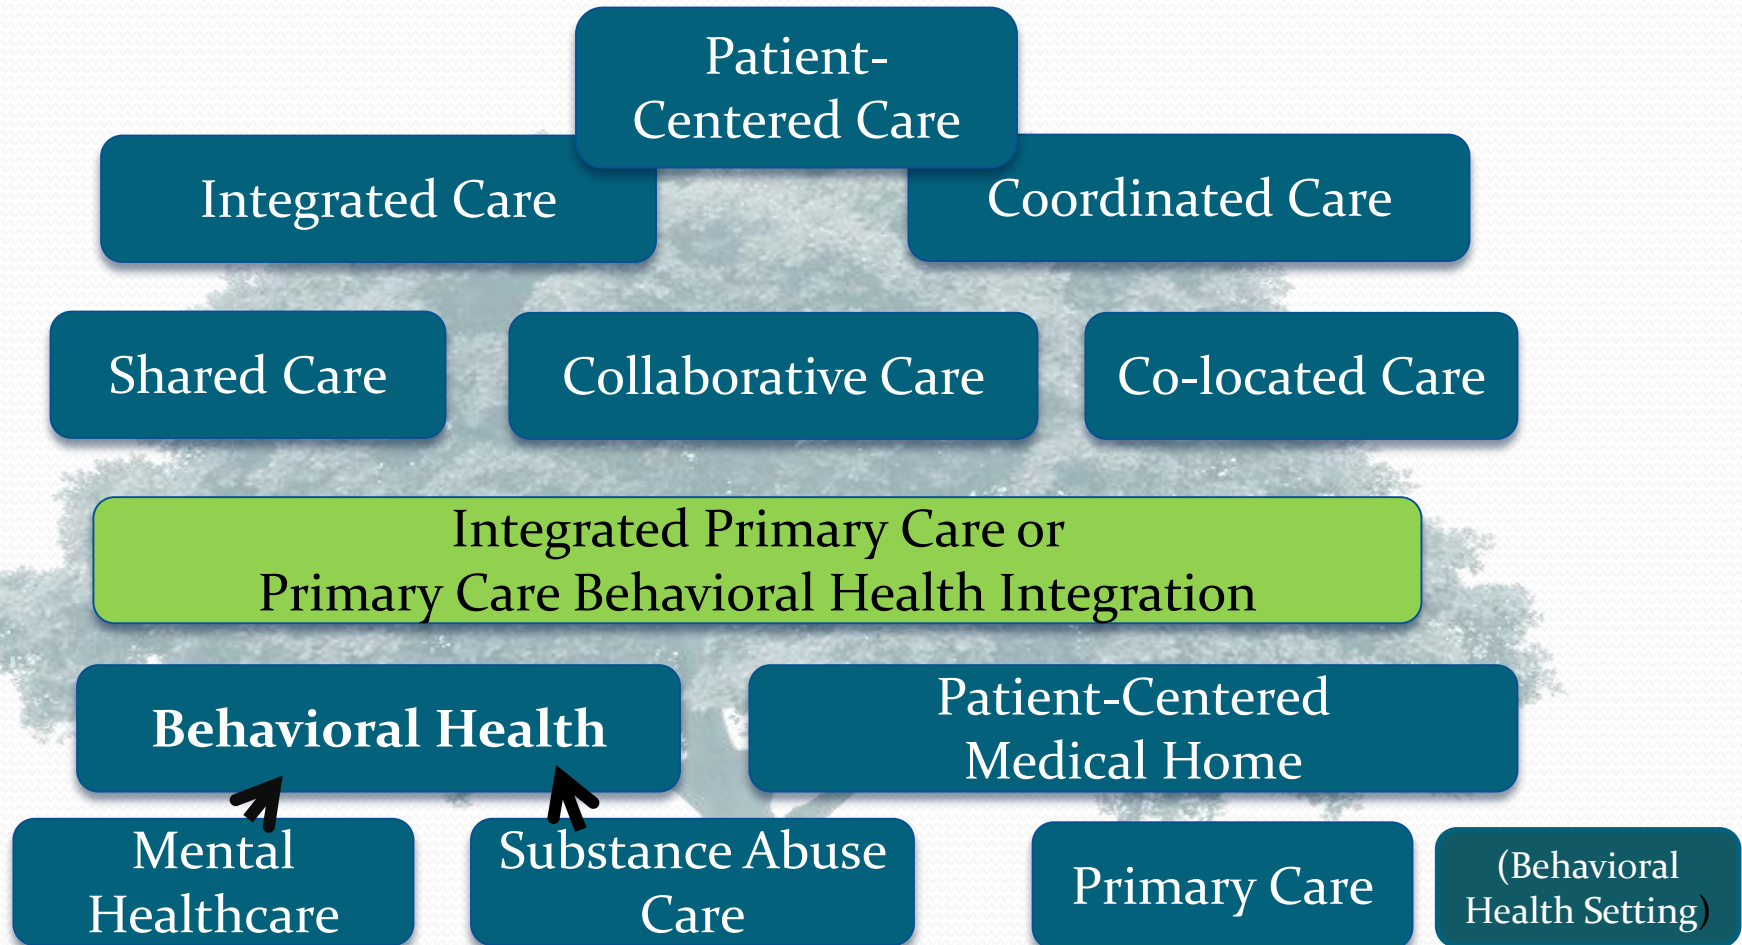 Patient-
Centered Care
Integrated Care
Coordinated Care
Shared Care
Collaborative Care
Co-located Care
Integrated Primary Care or
Primary Care Behavioral Health Integration
Behavioral Health
Patient-Centered
Medical Home
Mental
Healthcare
Substance Abuse
Care
Primary Care
(Behavioral
Health Setting)